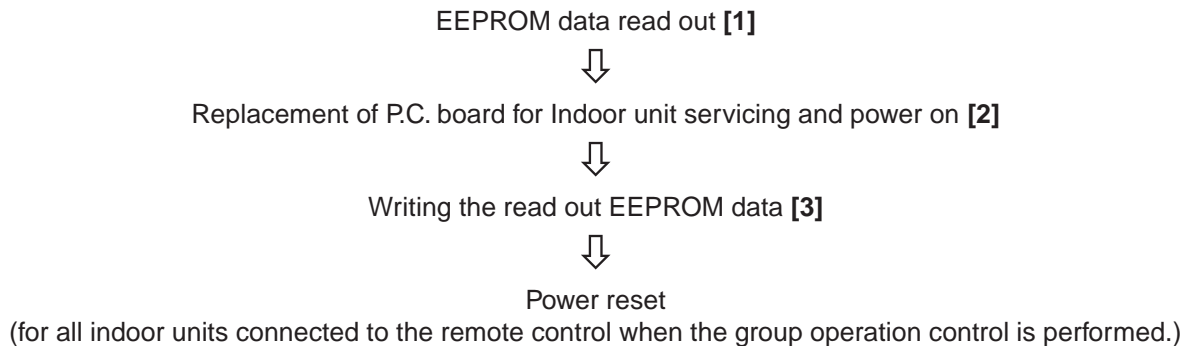 EEPROM data read out [1]
Replacement of P.C. board for Indoor unit servicing and power on [2]
Writing the read out EEPROM data [3]
Power reset
(for all indoor units connected to the remote control when the group operation control is performed.)